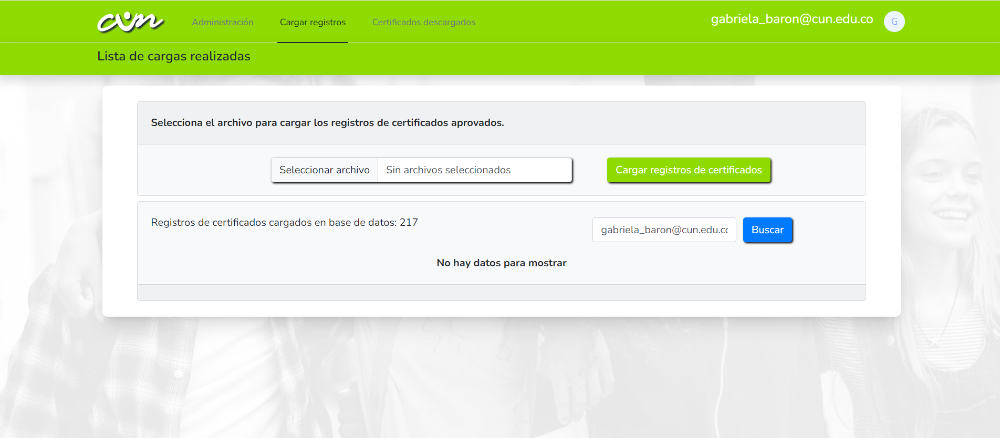 cun
Administración
Cargar registros
Certificados descargados
gabriela_baron@cun.edu.co
G
Lista de cargas realizadas
Selecciona el archivo para cargar los registros de certificados aprovados.
Seleccionar archivo
Sin archivos seleccionados
Cargar registros de certificados
Registros de certificados cargados en base de datos: 217
gabriela_baron@cun.edu.cc
Buscar
No hay datos para mostrar